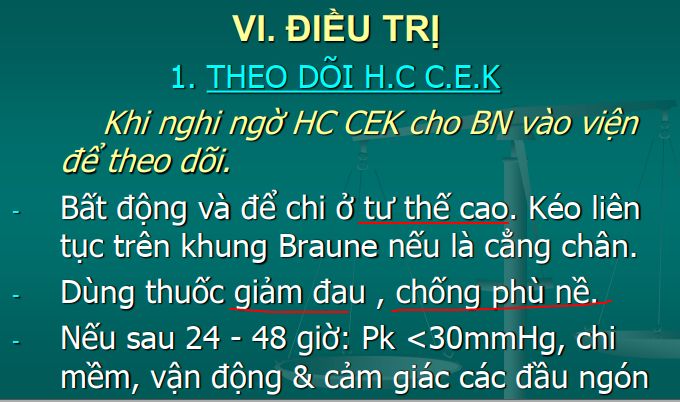 VI. ĐIỀU TRỊ
1. THEO DÕI H.C C.E.K
Khi nghi ngờ HC CEK cho BN vào viện
để theo dõi.
- Bất động và để chi ở tư thế cao. Kéo liên
tục trên khung Braune nếu là cẳng chân.
- Dùng thuốc giảm đau , chống phù nề.
- Nếu sau 24 - 48 giờ: Pk <30mmHg, chi
mềm, vận động & cảm giác các đầu ngón